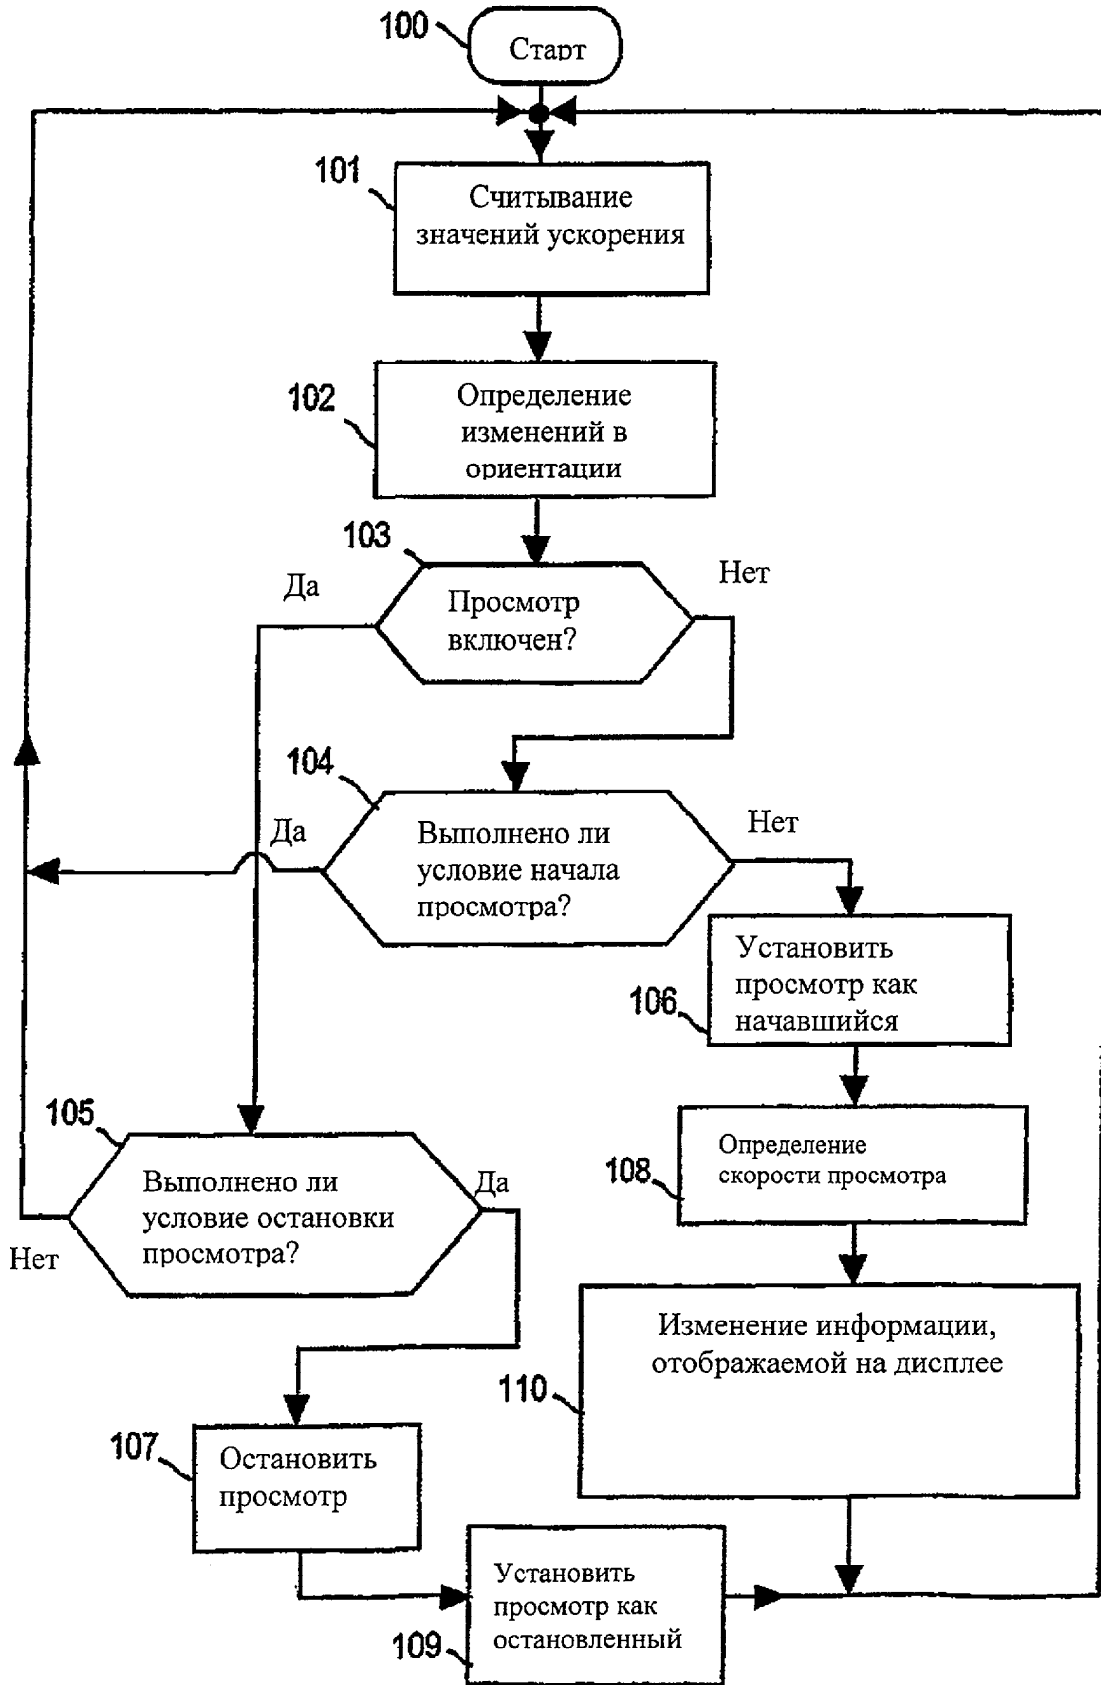 100
Старт
101
Считывание
значений ускорения
102
Определение
изменений в
ориентации
103
Да
Нет
Просмотр
включен?
104
Да
Нет
Выполнено ли
условие начала
просмотра?
106
Установить
просмотр как
начавшийся
105
Выполнено ли
условие остановки
просмотра?
Да
Нет
108
Определение
скорости просмотра
110
Изменение информации,
отображаемой на дисплее
107
Остановить
просмотр
109
Установить
просмотр как
остановленный